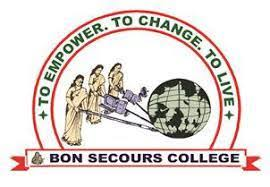 TO EMPOWER. TO CHANGE. TO LIVE
BON SECOURS COLLEGE